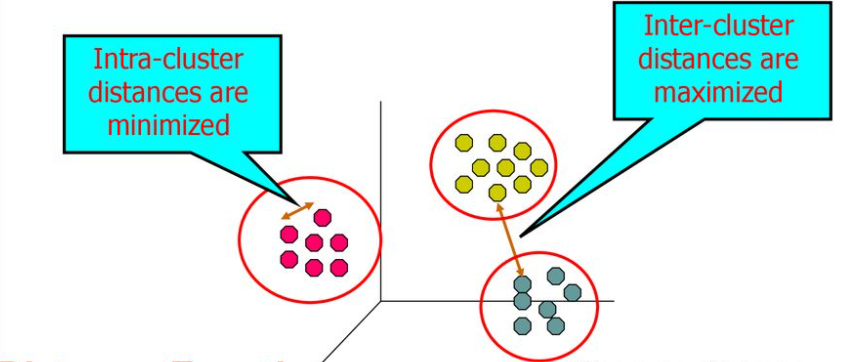 Intra-cluster
distances are
minimized
Inter-cluster
distances are
maximized